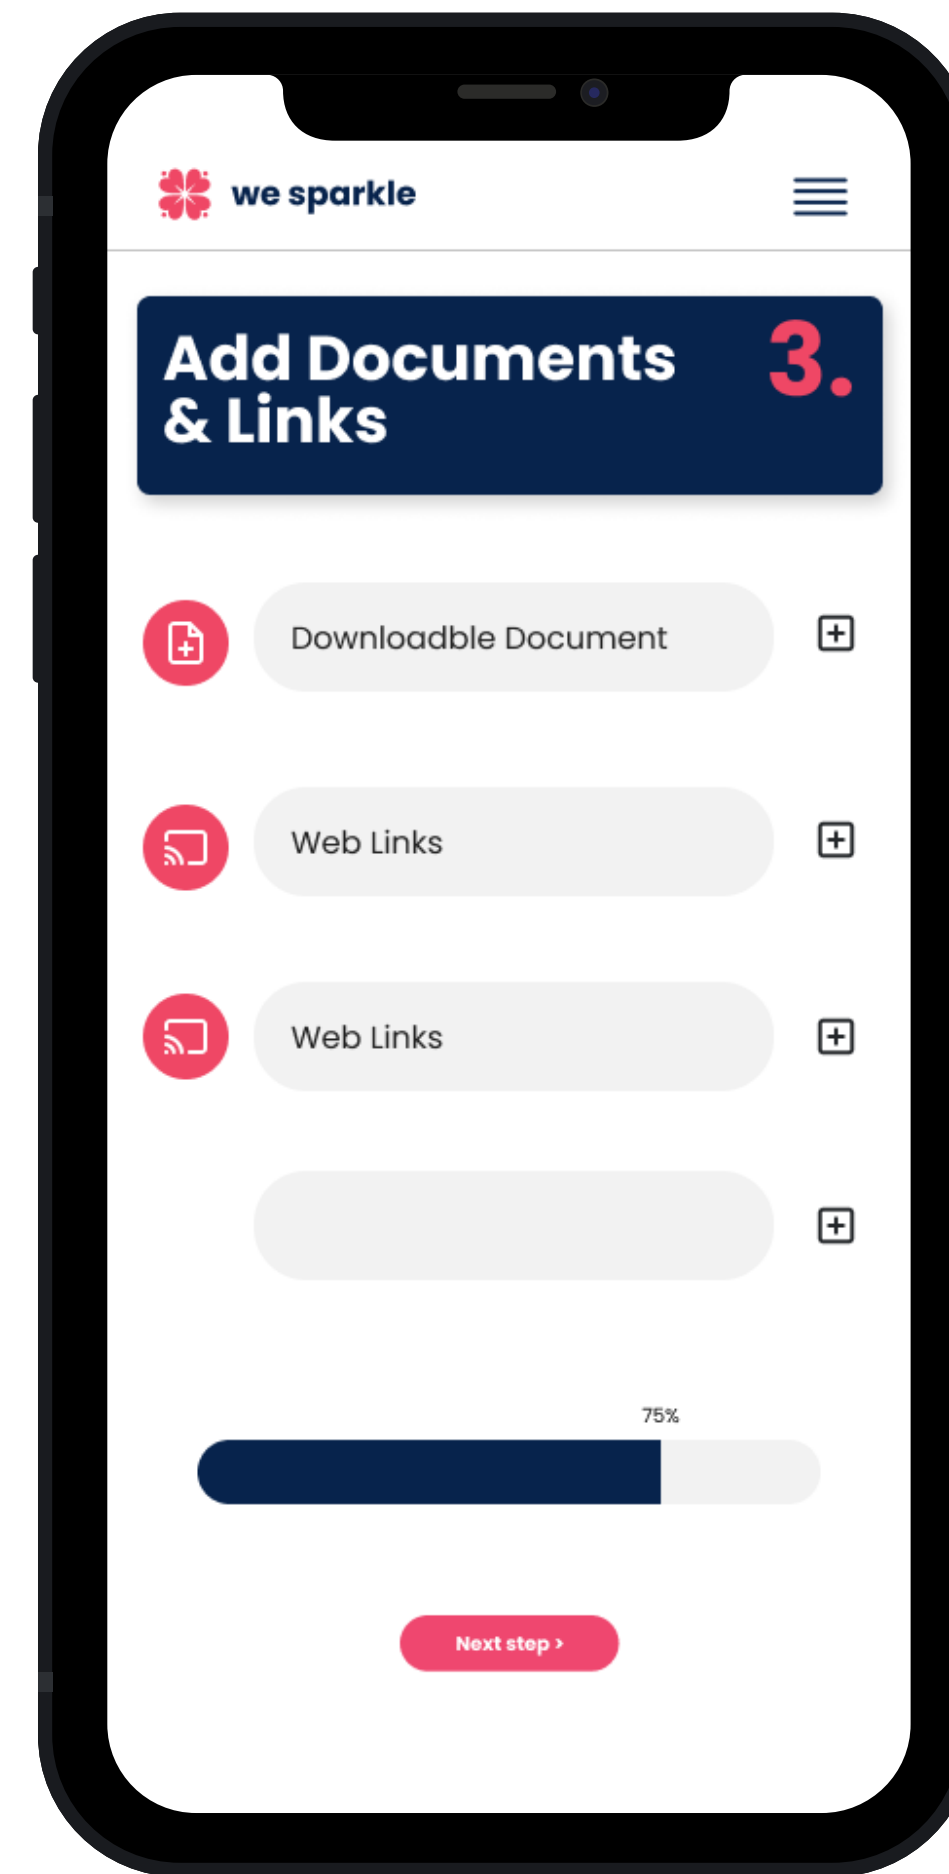 we sparkle
Add Documents
& Links
3.
Downloadble Document
Web Links
Web Links
75%
Next step >